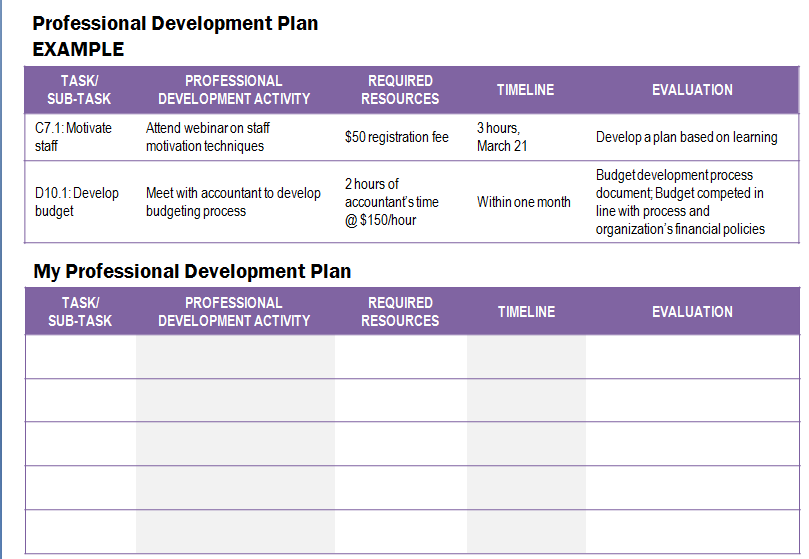 Professional Development Plan
EXAMPLE
TASK/ PROFESSIONAL REQUIRED TIMELINE EVALUATION
SUB-TASK DEVELOPMENT ACTIVITY RESOURCES
C7.1: Motivate Attend webinar on staff $50 registration fee 3 hours, Develop a plan based on learning
staff motivation techniques March 21
D10.1: Develop Meet with accountant to develop 2 hours of Within one month Budget development process
budget budgeting process accountant's time document; Budget competed in
@ $150/hour line with process and
organization's financial policies
My Professional Development Plan
TASK/ PROFESSIONAL REQUIRED TIMELINE EVALUATION
SUB-TASK DEVELOPMENT ACTIVITY RESOURCES